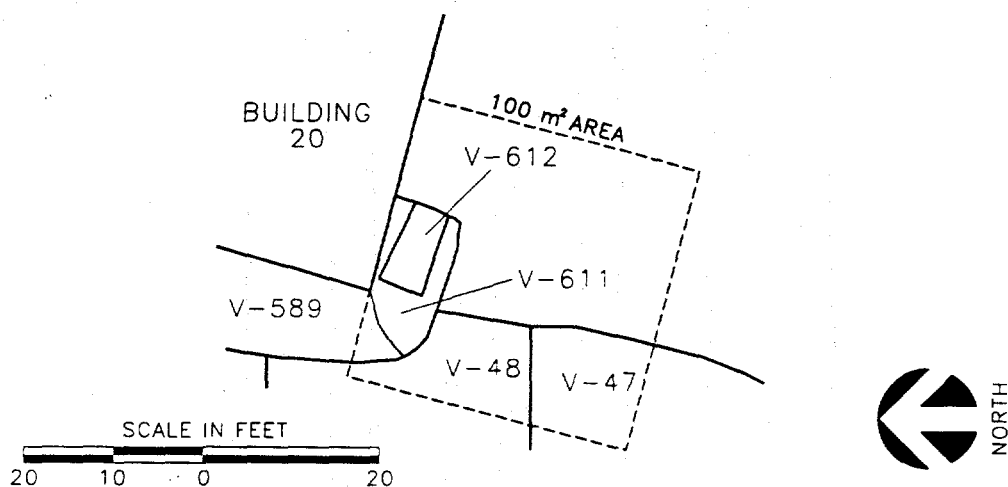 BUILDING
20
100 m² AREA
V-612
V-611
V-589
V-48
V-47
SCALE IN FEET
20 10 0 20
NORTH